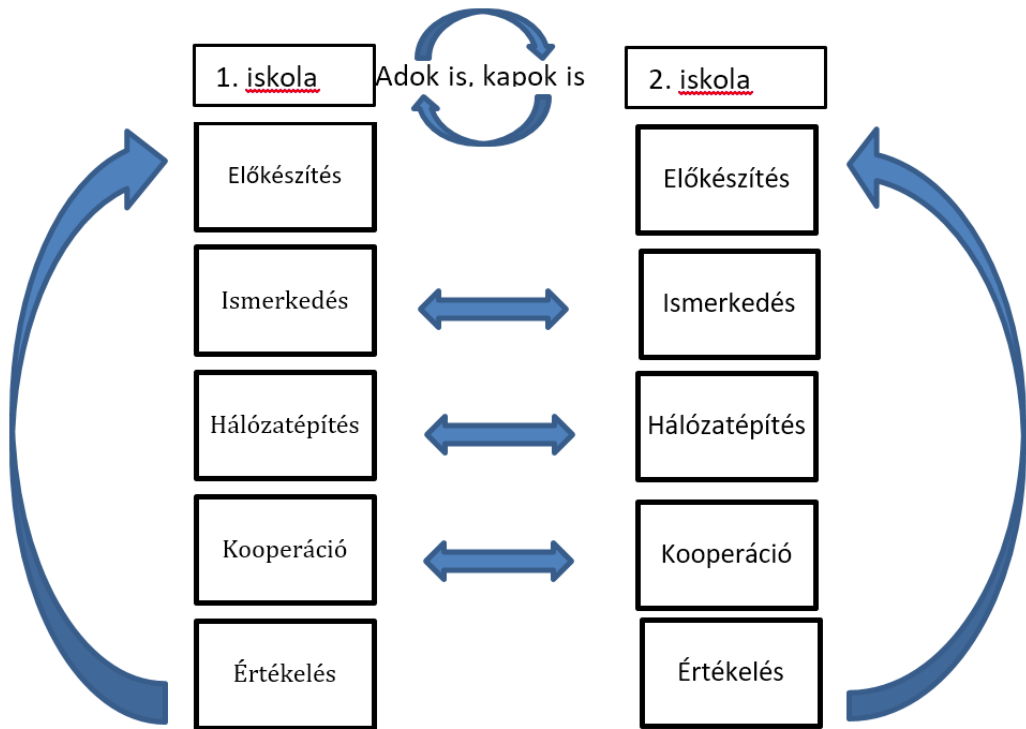 1. iskola
Adok is, kapok is
2. iskola
Előkészítés
Előkészítés
Ismerkedés
Ismerkedés
Hálózatépítés
Hálózatépítés
Kooperáció
Kooperáció
Értékelés
Értékelés